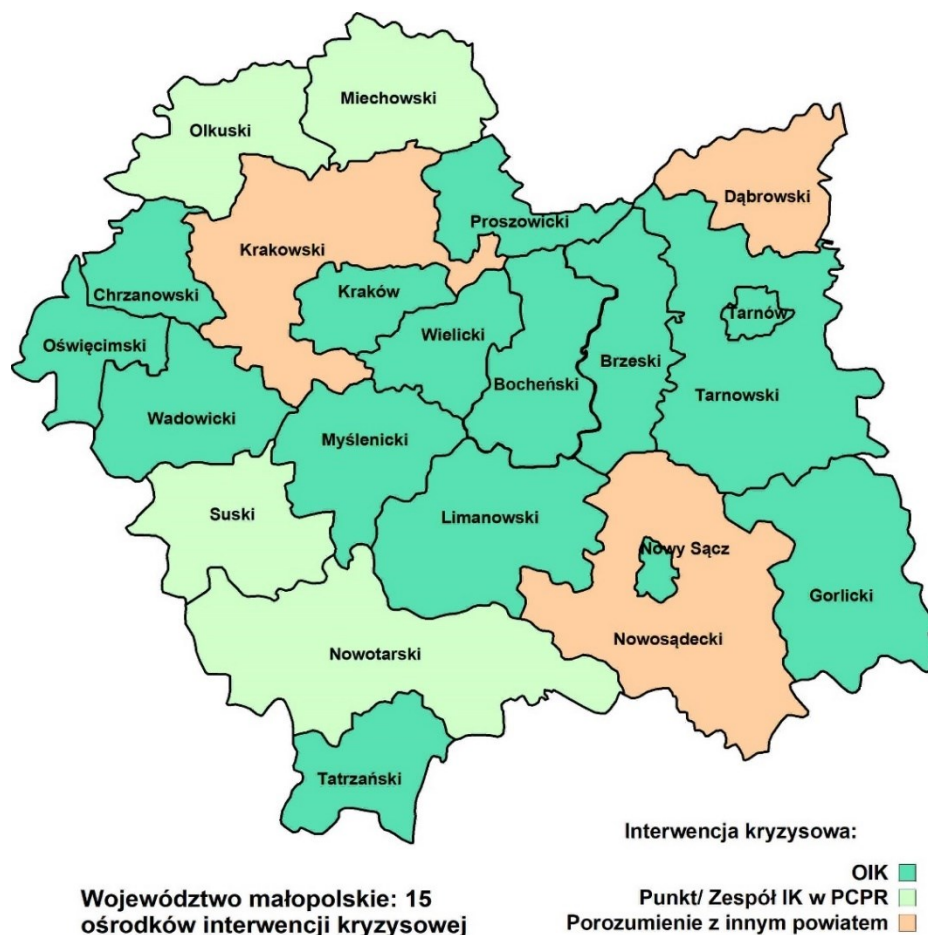 Miechowski
Olkuski
Dąbrowski
Proszowicki
Krakowski
Chrzanowski
Kraków
Tarnów
Wielicki
Oświęcimski
Brzeski
Bocheński
Tarnowski
Wadowicki
Myślenicki
Suski
Limanowski
Nowy Sącz
Gorlicki
Nowosądecki
Nowotarski
Tatrzański
Interwencja kryzysowa:
OIK
Punkt/ Zespół IK w PCPR
Porozumienie z innym powiatem
Województwo małopolskie: 15
ośrodków interwencji kryzysowej